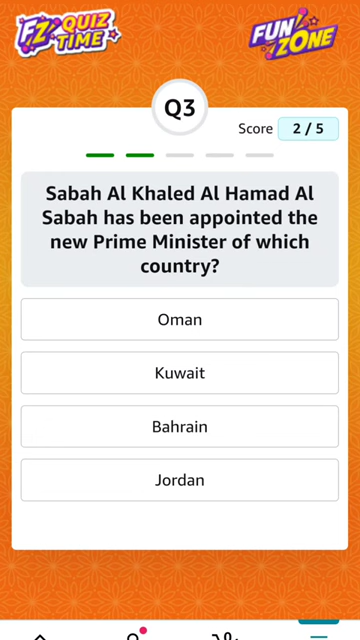 FZ QUIZ TIME
FUN ZONE
Q3
Score 2 / 5
Sabah Al Khaled Al Hamad Al
Sabah has been appointed the
new Prime Minister of which
country?
Oman
Kuwait
Bahrain
Jordan